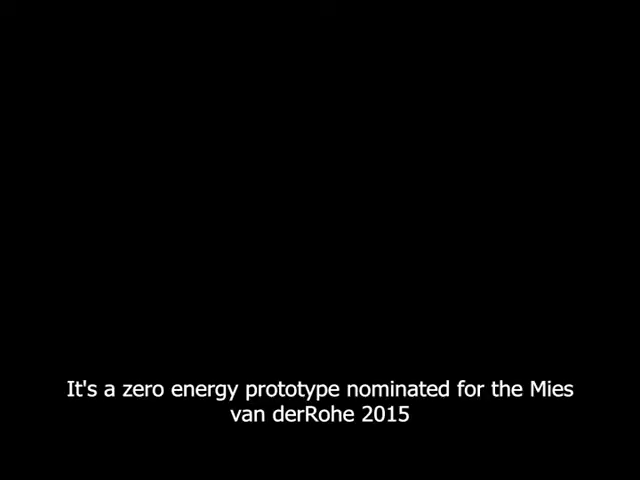 It's a zero energy prototype nominated for the Mies
van derRohe 2015